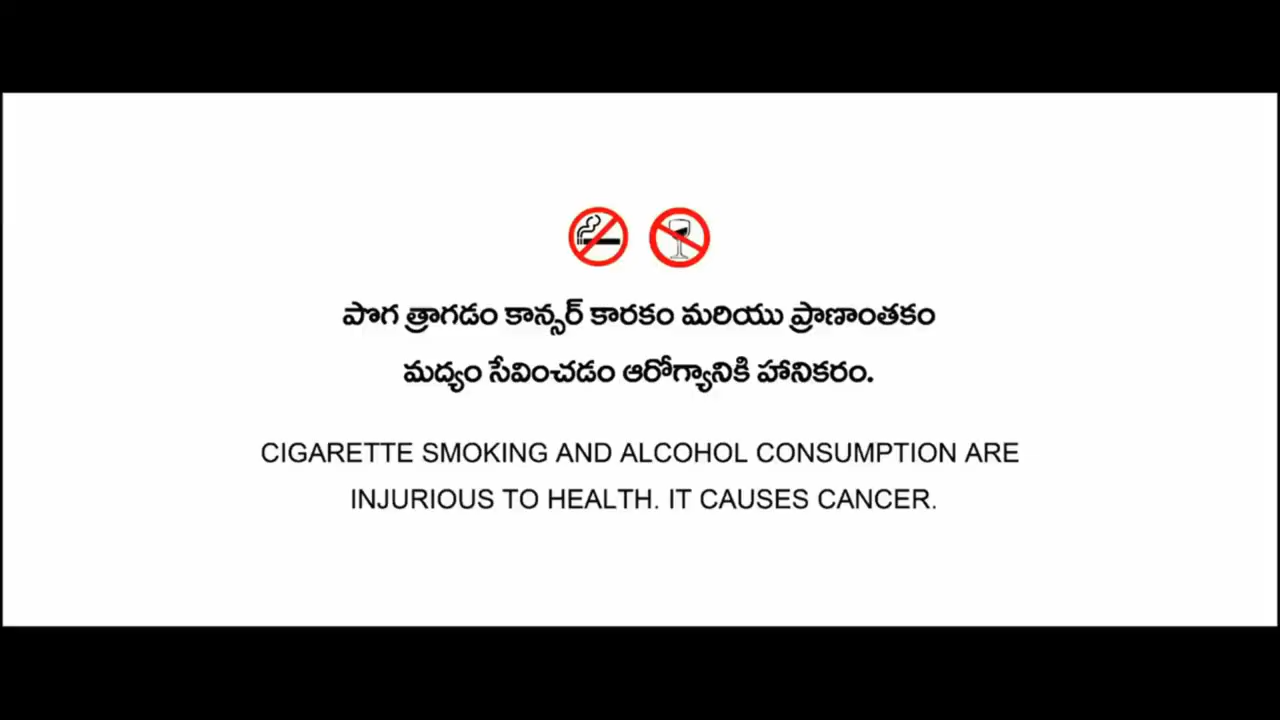 పొగ త్రాగడం కాన్సర్ కారకం మరియు ప్రాణాంతకం
మద్యం సేవించడం ఆరోగ్యానికి హానికరం.
CIGARETTE SMOKING AND ALCOHOL CONSUMPTION ARE
INJURIOUS TO HEALTH. IT CAUSES CANCER.